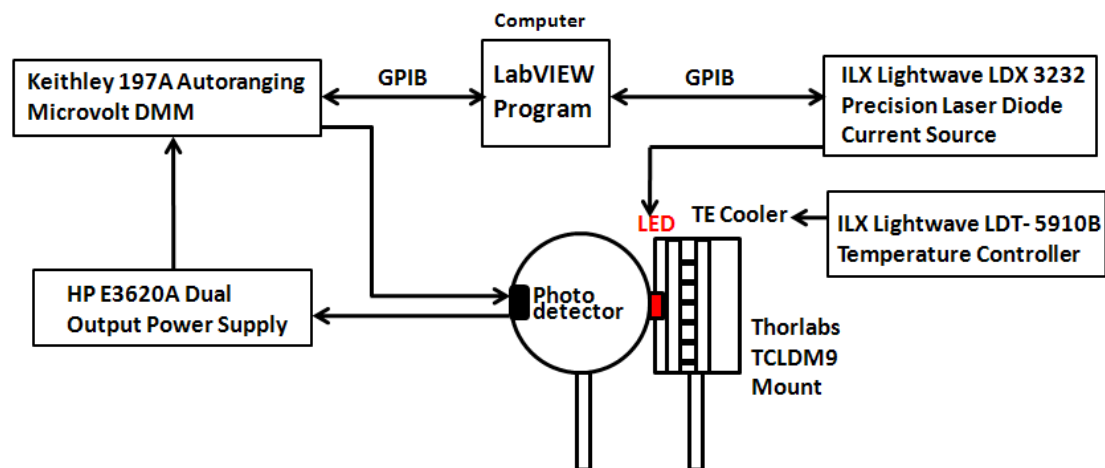 Computer
Keithley 197A Autoranging
Microvolt DMM
GPIB
LabVIEW
Program
GPIB
ILX Lightwave LDX 3232
Precision Laser Diode
Current Source
LED
TE Cooler
ILX Lightwave LDT- 5910B
Temperature Controller
HP E3620A Dual
Output Power Supply
Photo
detector
Thorlabs
TCLDM9
Mount